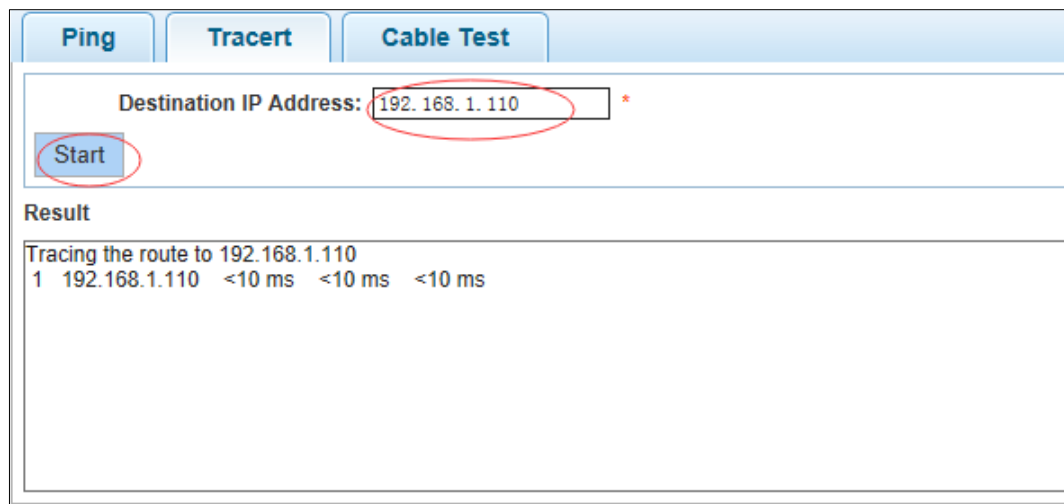 Ping Tracert Cable Test
Destination IP Address: 192. 168. 1. 110 *
Start
Result
Tracing the route to 192.168.1.110
1 192.168.1.110 <10 ms <10 ms <10 ms